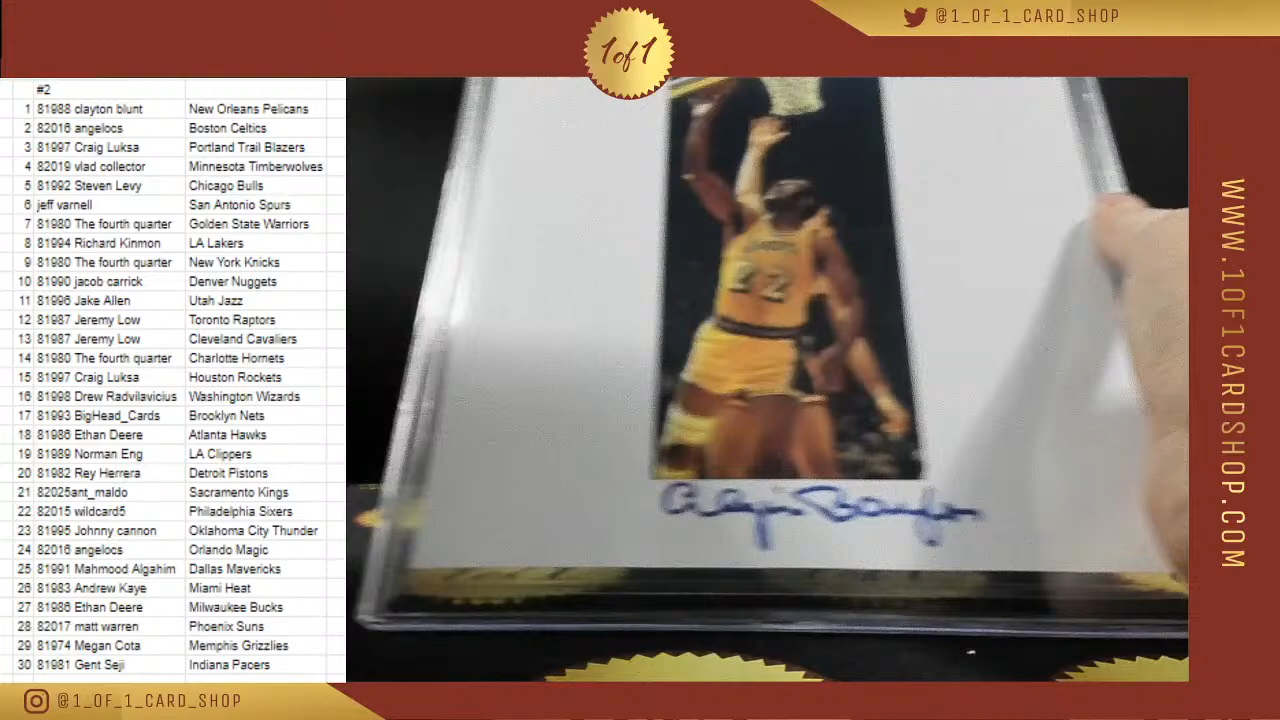 @1_OF_1_CARD_SHOP
1of1
#2
1 81988 clayton blunt New Orleans Pelicans
2 82016 angelocs Boston Celtics
3 81997 Craig Luksa Portland Trail Blazers
4 82019 vlad collector Minnesota Timberwolves
5 81992 Steven Levy Chicago Bulls
6 jeff varnell San Antonio Spurs
7 81980 The fourth quarter Golden State Warriors
8 81994 Richard Kinmon LA Lakers
9 81980 The fourth quarter New York Knicks
10 81990 jacob carrick Denver Nuggets
11 81996 Jake Allen Utah Jazz
12 81987 Jeremy Low Toronto Raptors
13 81987 Jeremy Low Cleveland Cavaliers
14 81980 The fourth quarter Charlotte Hornets
15 81997 Craig Luksa Houston Rockets
16 81998 Drew Radvilavicius Washington Wizards
17 81993 BigHead_Cards Brooklyn Nets
18 81986 Ethan Deere Atlanta Hawks
19 81989 Norman Eng LA Clippers
20 81982 Rey Herrera Detroit Pistons
21 82025ant_maldo Sacramento Kings
22 82015 wildcard5 Philadelphia Sixers
23 81995 Johnny cannon Oklahoma City Thunder
24 82016 angelocs Orlando Magic
25 81991 Mahmood Algahim Dallas Mavericks
26 81983 Andrew Kaye Miami Heat
27 81986 Ethan Deere Milwaukee Bucks
28 82017 matt warren Phoenix Suns
29 81974 Megan Cota Memphis Grizzlies
30 81981 Gent Seji Indiana Pacers
22
WWW.1OF1CARDSHOP.COM
@1_OF_1_CARD_SHOP